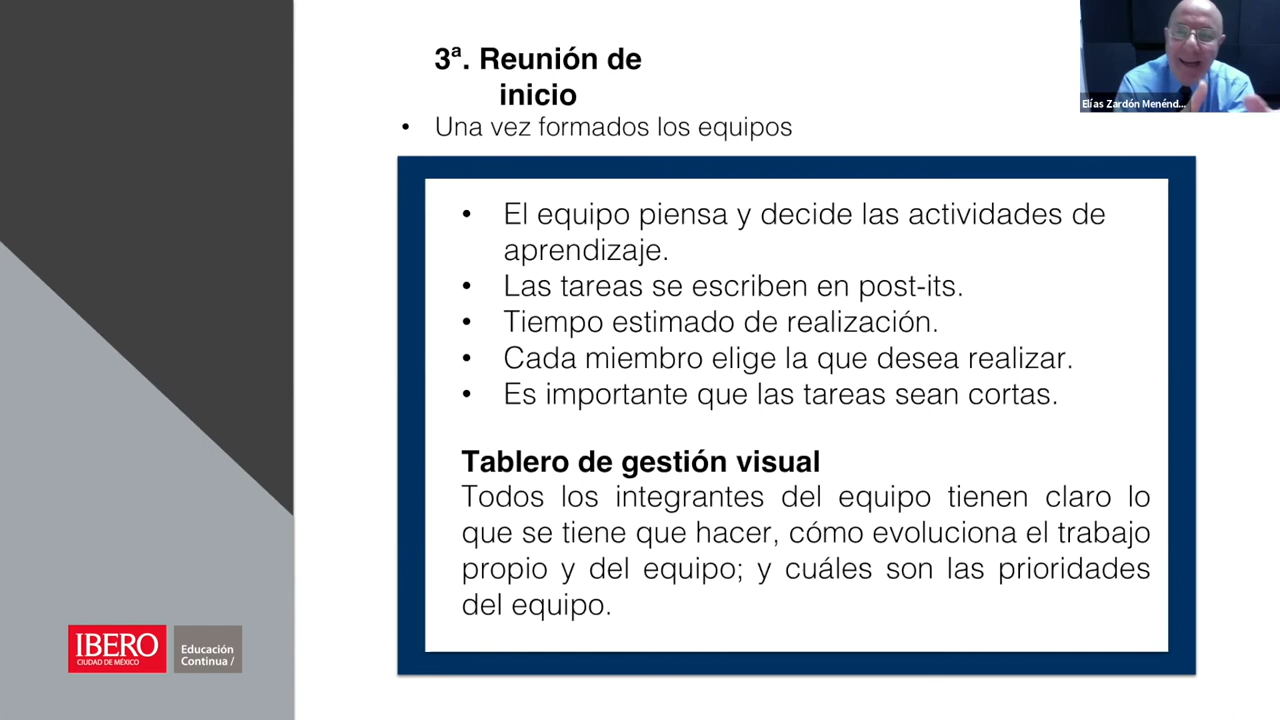 3ª. Reunión de
inicio
• Una vez formados los equipos
• El equipo piensa y decide las actividades de
aprendizaje.
• Las tareas se escriben en post-its.
• Tiempo estimado de realización.
• Cada miembro elige la que desea realizar.
• Es importante que las tareas sean cortas.
Tablero de gestión visual
Todos los integrantes del equipo tienen claro lo
que se tiene que hacer, cómo evoluciona el trabajo
propio y del equipo; y cuáles son las prioridades
del equipo.
Elías Zardón Menénd...
IBERO
CIUDAD DE MÉXICO
Educación
Continua /